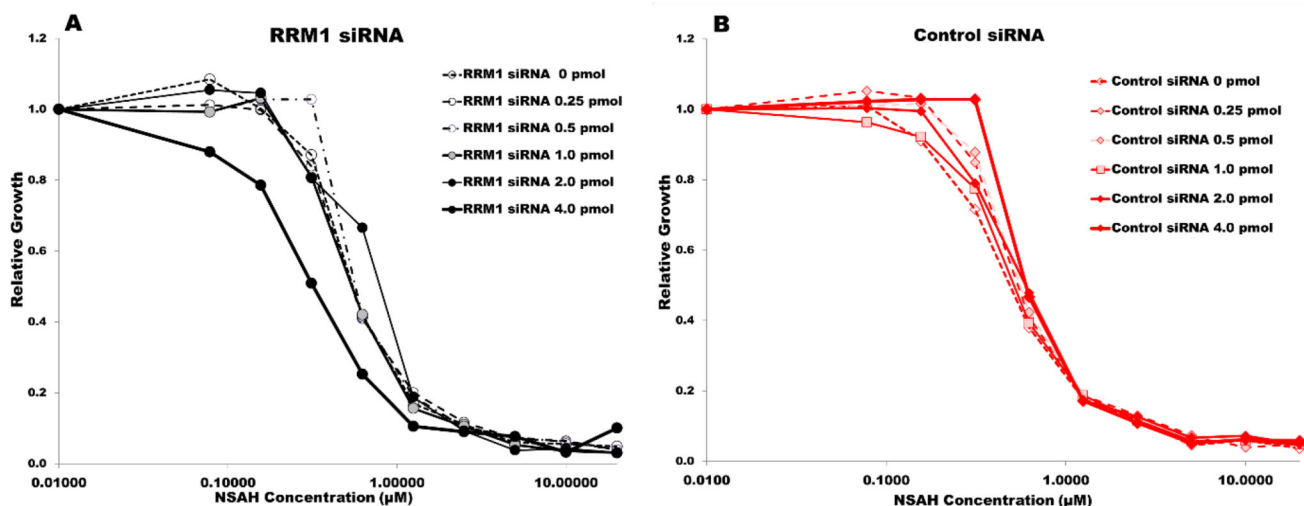 A
RRM1 siRNA
1.2
1.0
0.8
0.6
0.4
0.2
0.0
Relative Growth
RRM1 siRNA 0 pmol
RRM1 siRNA 0.25 pmol
RRM1 siRNA 0.5 pmol
RRM1 siRNA 1.0 pmol
RRM1 siRNA 2.0 pmol
RRM1 siRNA 4.0 pmol
0.01000 0.10000 1.00000 10.00000
NSAH Concentration (µM)
B
Control siRNA
1.2
1.0
0.8
0.6
0.4
0.2
0.0
Relative Growth
Control siRNA 0 pmol
Control siRNA 0.25 pmol
Control siRNA 0.5 pmol
Control siRNA 1.0 pmol
Control siRNA 2.0 pmol
Control siRNA 4.0 pmol
0.0100 0.1000 1.0000 10.0000
NSAH Concentration (µM)